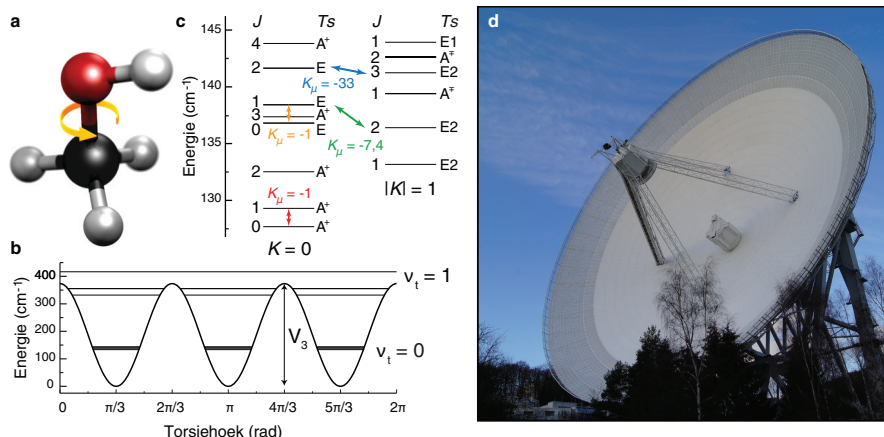 a
c
J
Ts
J
Ts
d
145
140
135
130
Energie (cm⁻¹)
4 A⁺
2 E
1 E
3 A⁺
0 E
2 A⁺
1 A⁺
0 A⁺
K = 0
Kμ = -33
Kμ = -1
Kμ = -7,4
Kμ = -1
1 E1
2 A∓
3 E2
1 A∓
2 E2
1 E2
|K| = 1
b
400
300
200
100
0
Energie (cm⁻¹)
V₃
νt = 1
νt = 0
0 π/3 2π/3 π 4π/3 5π/3 2π
Torsiehoek (rad)